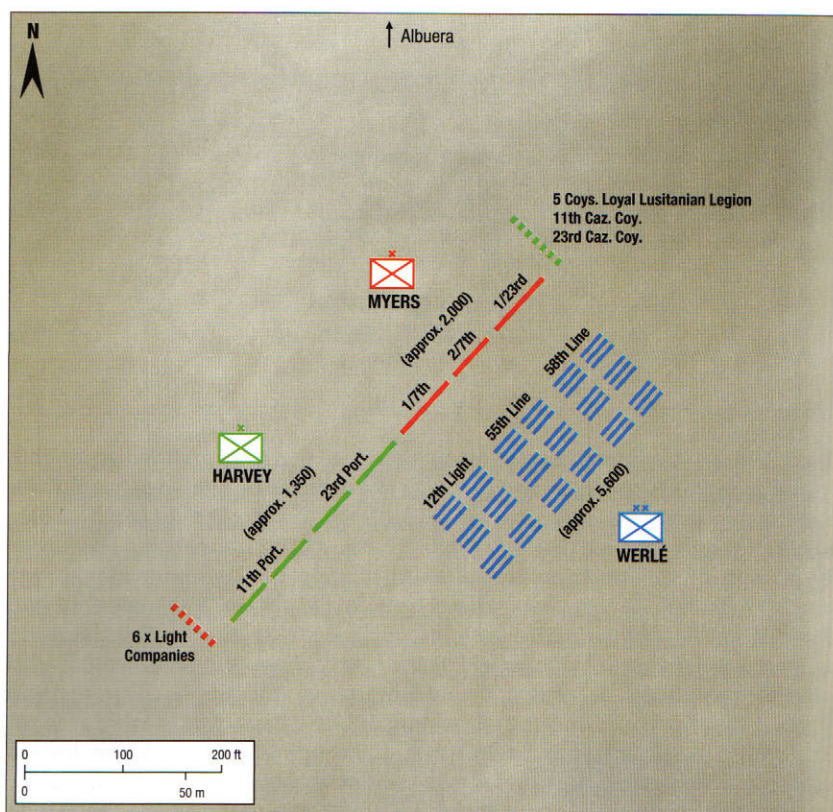 N
Albuera
5 Coys. Loyal Lusitanian Legion
11th Caz. Coy.
23rd Caz. Coy.
×
MYERS
(approx. 2,000)
1/23rd
2/7th
1/7th
58th Line
55th Line
12th Light
(approx. 5,600)
××
WERLÉ
×
HARVEY
(approx. 1,350)
23rd Port.
11th Port.
6 x Light
Companies
0 100 200 ft
0 50 m